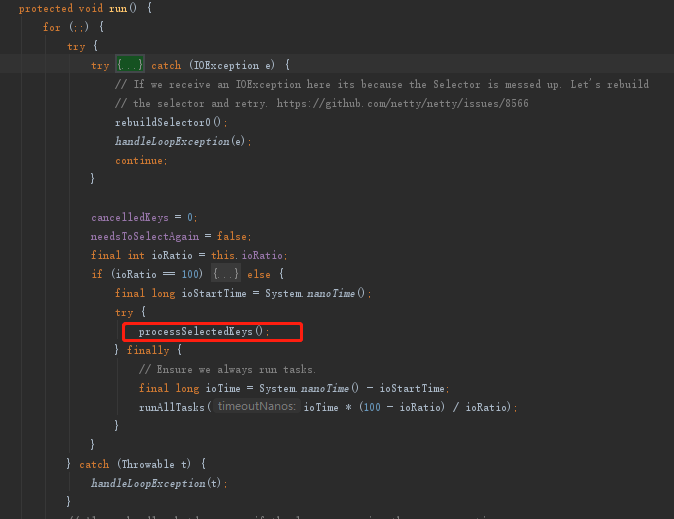 protected void run() {
for (;;) {
try {
try {...} catch (IOException e) {
// If we receive an IOException here its because the Selector is messed up. Let's rebuild
// the selector and retry. https://github.com/netty/netty/issues/8566
rebuildSelector0();
handleLoopException(e);
continue;
}
cancelledKeys = 0;
needsToSelectAgain = false;
final int ioRatio = this.ioRatio;
if (ioRatio == 100) {...} else {
final long ioStartTime = System.nanoTime();
try {
processSelectedKeys();
} finally {
// Ensure we always run tasks.
final long ioTime = System.nanoTime() - ioStartTime;
runAllTasks( timeoutNanos: ioTime * (100 - ioRatio) / ioRatio);
}
}
} catch (Throwable t) {
handleLoopException(t);
}